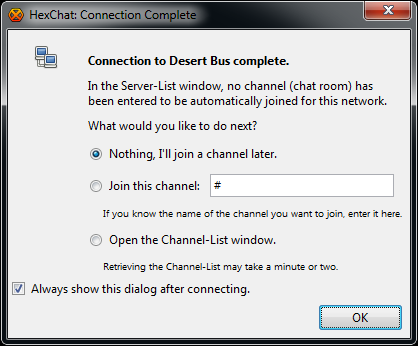 HexChat: Connection Complete
Connection to Desert Bus complete.
In the Server-List window, no channel (chat room) has
been entered to be automatically joined for this network.
What would you like to do next?
Nothing, I'll join a channel later.
Join this channel: #
If you know the name of the channel you want to join, enter it here.
Open the Channel-List window.
Retrieving the Channel-List may take a minute or two.
Always show this dialog after connecting.
OK